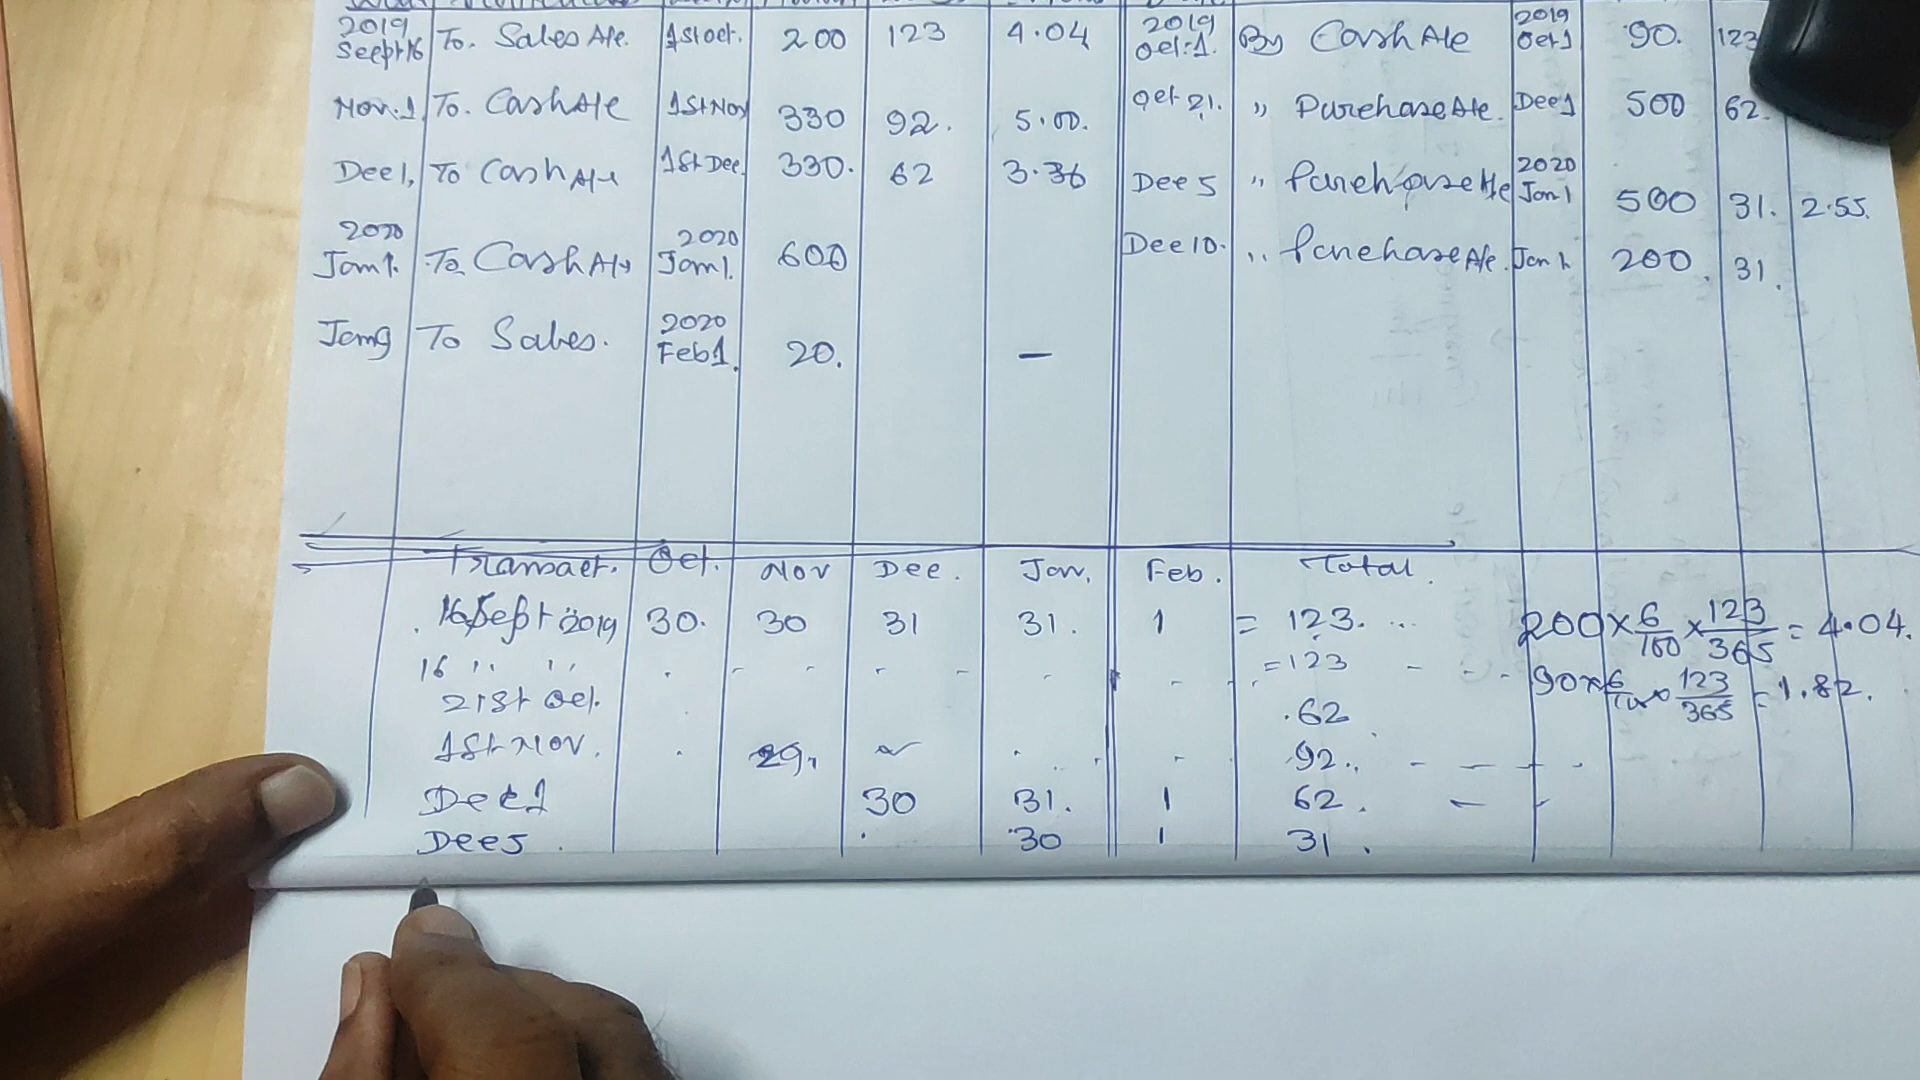 2019 Seept16 To. Sales A/c. 1st oct. 200 123 4.04 2019 Oct:1. By Cash A/c 2019 Oct1 90. 123
Nov.1, To. Cash A/c 1st Nov 330 92. 5.00. Oct 21. " Purchase A/c. Dec 1 500 62.
Dec 1, To Cash A/c 1st Dec. 330. 62 3.36 Dec 5 " Purchase A/c 2020 Jan 1 500 31. 2.55.
2020 Jan 1. To Cash A/c 2020 Jan 1. 600 Dec 10. " Purchase A/c. Jan 1. 200. 31.
Jan 9 To Sales. 2020 Feb 1. 20. —
Transact. Oct. Nov Dec. Jan. Feb. Total.
16 Sept 2019 30. 30 31 31. 1 = 123. ... 200 × 6/100 × 123/365 = 4.04.
16 " " = 123 - - - . 90 × 6/100 × 123/365 = 1.82.
21st Oct. .62
1st Nov. 29. 92.. - - - .
Dec 1 30 31. 1 62. - -
Dec 5 . 30 1 31.